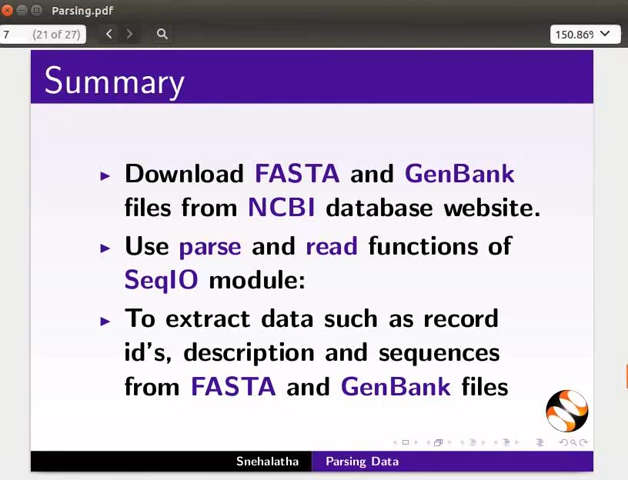 Parsing.pdf
7 (21 of 27) 150.86%
Summary
Download FASTA and GenBank
files from NCBI database website.
Use parse and read functions of
SeqIO module:
To extract data such as record
id's, description and sequences
from FASTA and GenBank files
Snehalatha Parsing Data